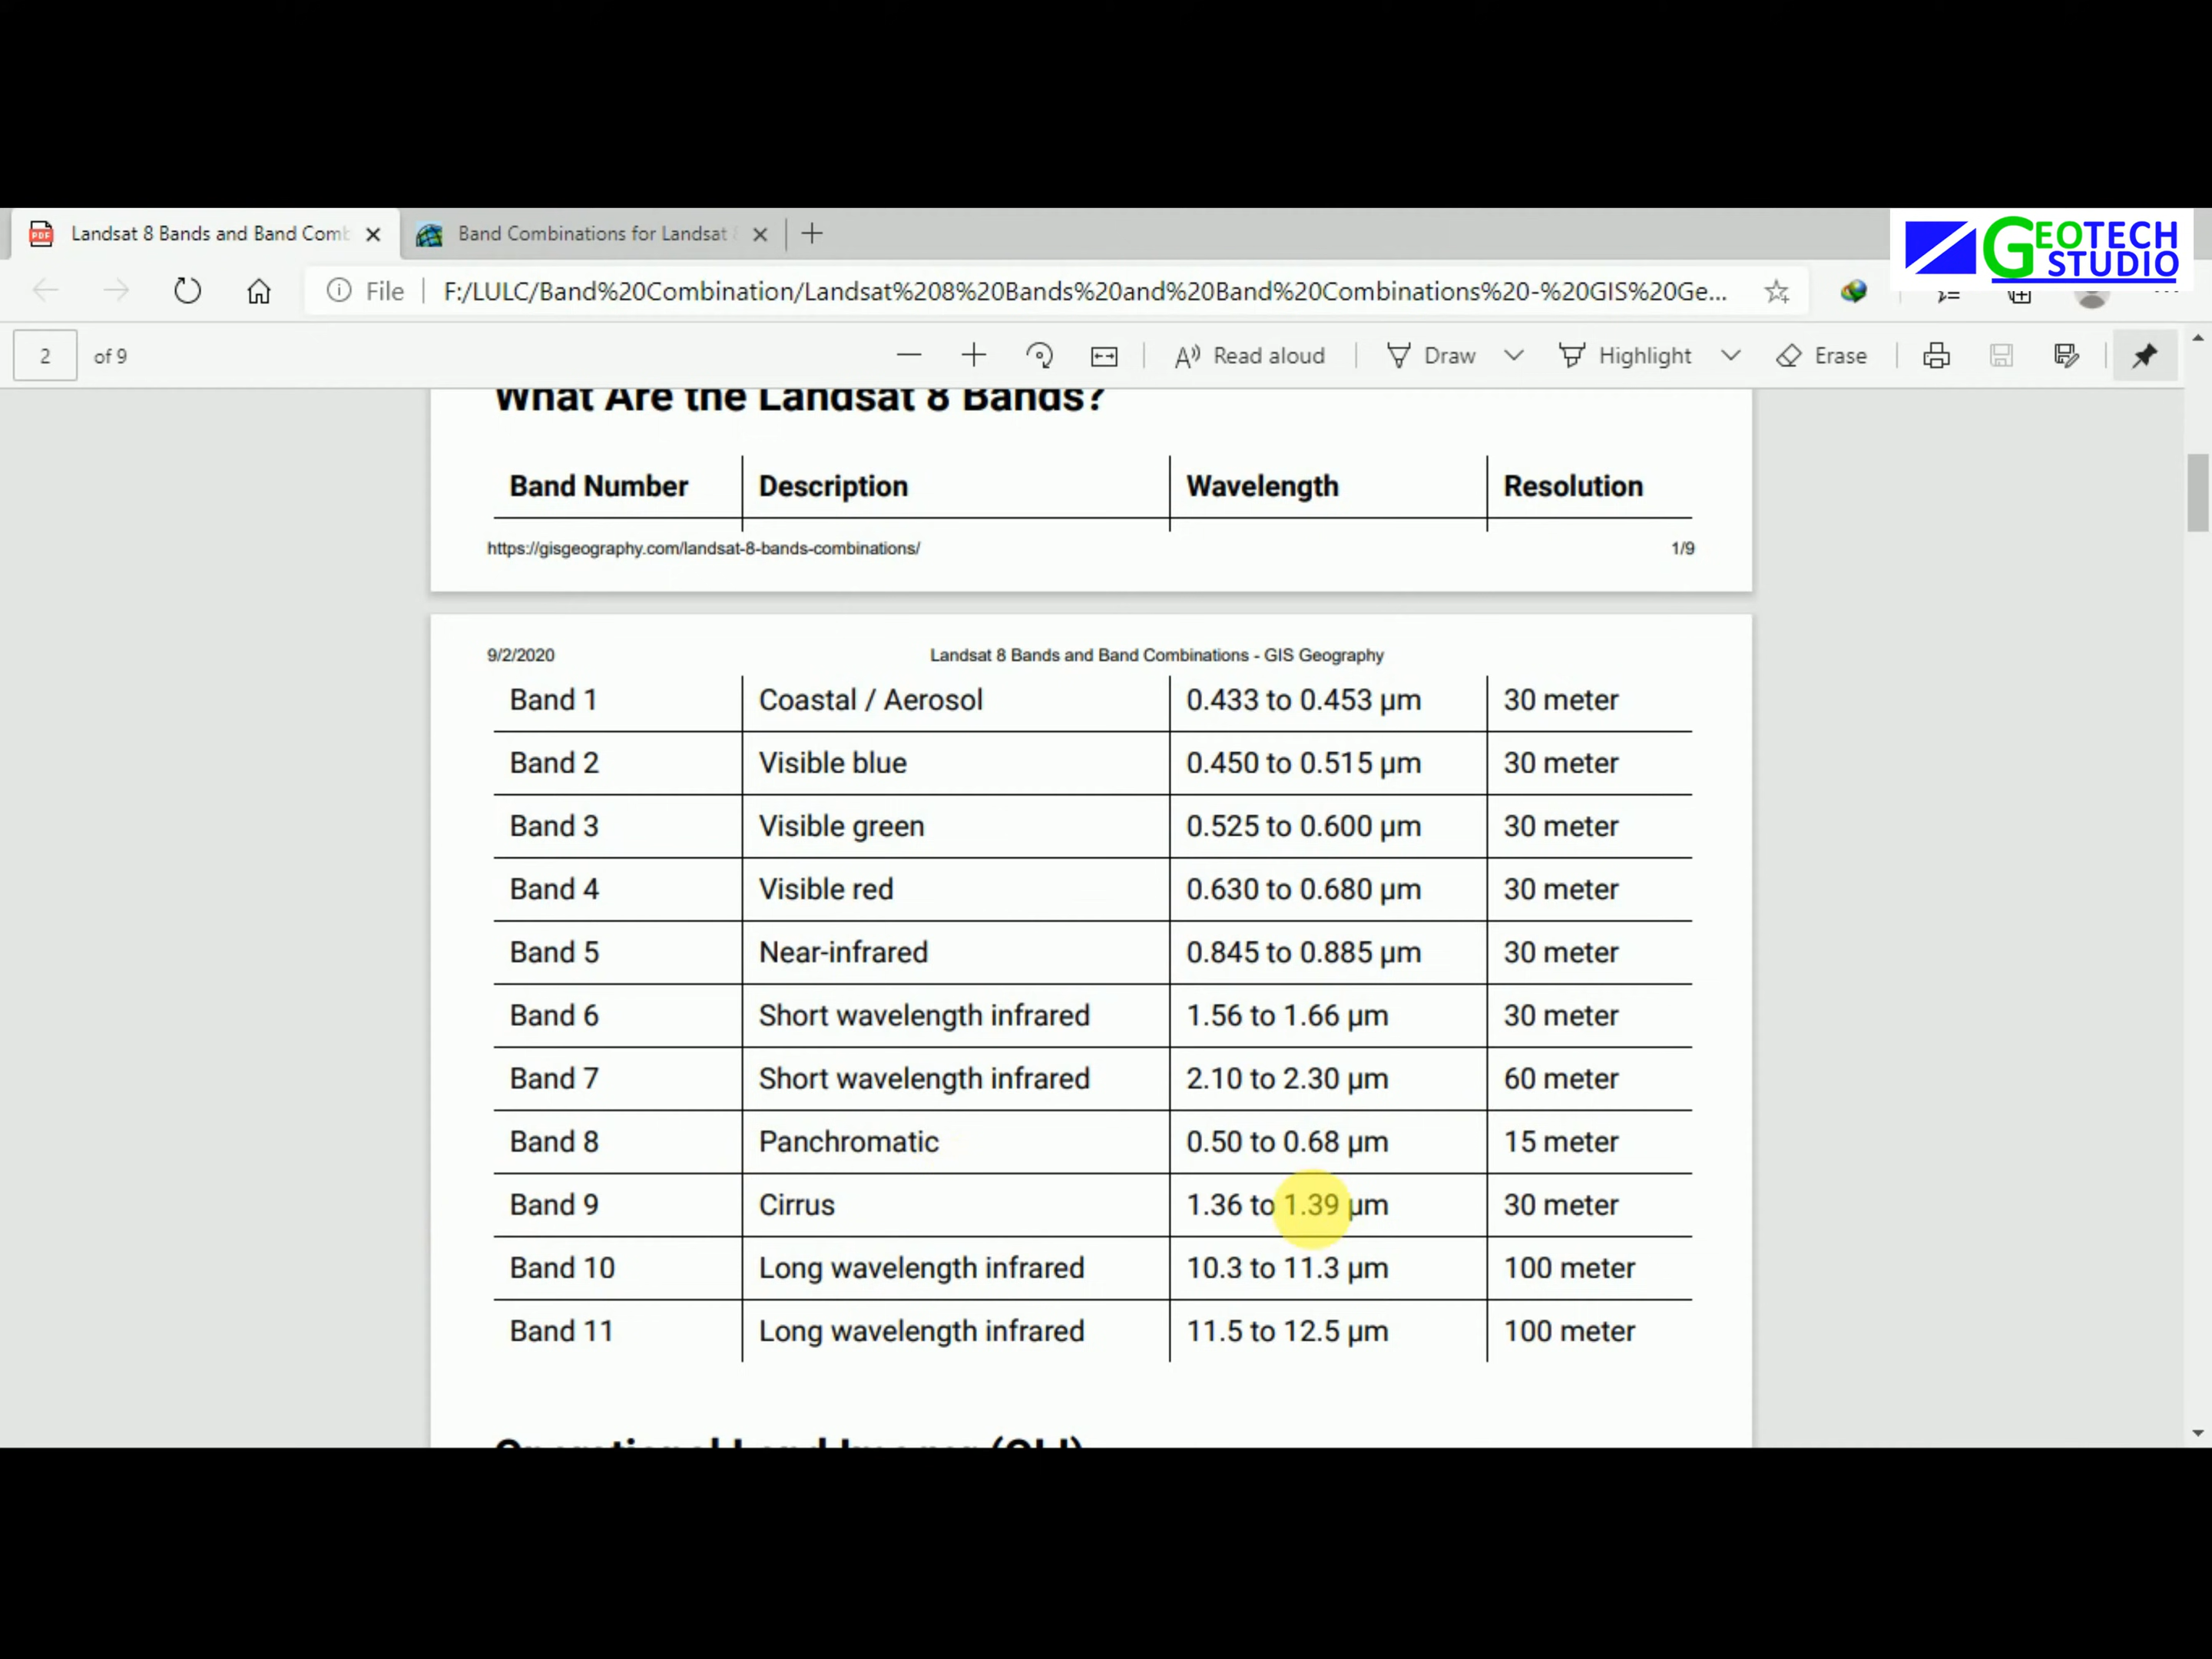 Landsat 8 Bands and Band Comb
Band Combinations for Landsat 8
GEOTECH
STUDIO
File
F:/LULC/Band%20Combination/Landsat%208%20Bands%20and%20Band%20Combinations%20-%20GIS%20Ge...
2 of 9
Read aloud
Draw
Highlight
Erase
What Are the Landsat 8 Bands?
Band Number Description Wavelength Resolution
https://gisgeography.com/landsat-8-bands-combinations/ 1/9
9/2/2020 Landsat 8 Bands and Band Combinations - GIS Geography
Band 1 Coastal / Aerosol 0.433 to 0.453 µm 30 meter
Band 2 Visible blue 0.450 to 0.515 µm 30 meter
Band 3 Visible green 0.525 to 0.600 µm 30 meter
Band 4 Visible red 0.630 to 0.680 µm 30 meter
Band 5 Near-infrared 0.845 to 0.885 µm 30 meter
Band 6 Short wavelength infrared 1.56 to 1.66 µm 30 meter
Band 7 Short wavelength infrared 2.10 to 2.30 µm 60 meter
Band 8 Panchromatic 0.50 to 0.68 µm 15 meter
Band 9 Cirrus 1.36 to 1.39 µm 30 meter
Band 10 Long wavelength infrared 10.3 to 11.3 µm 100 meter
Band 11 Long wavelength infrared 11.5 to 12.5 µm 100 meter
Operational Land Imager (OLI)